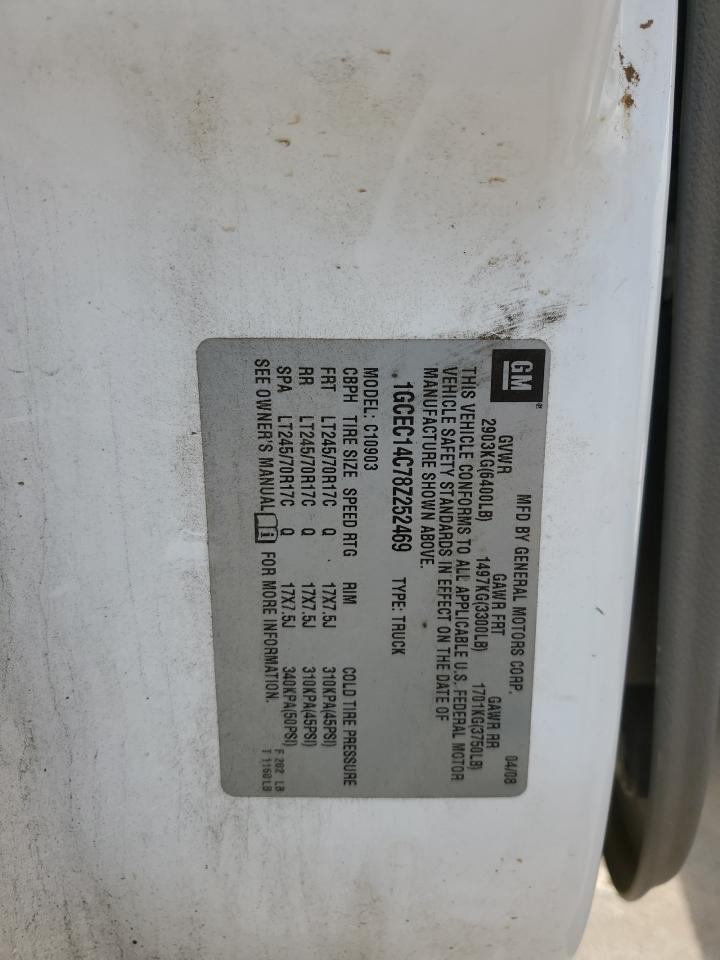 GM® MFD BY GENERAL MOTORS CORP. 04/08
GVWR GAWR FRT GAWR RR
2903KG(6400LB) 1497KG(3300LB) 1701KG(3750LB)
THIS VEHICLE CONFORMS TO ALL APPLICABLE U.S. FEDERAL MOTOR
VEHICLE SAFETY STANDARDS IN EFFECT ON THE DATE OF
MANUFACTURE SHOWN ABOVE.
1GCEC14C78Z252469 TYPE: TRUCK
MODEL: C10903
CBPH TIRE SIZE SPEED RTG RIM COLD TIRE PRESSURE
FRT LT245/70R17C Q 17X7.5J 310KPA(45PSI)
RR LT245/70R17C Q 17X7.5J 310KPA(45PSI)
SPA LT245/70R17C Q 17X7.5J 340KPA(50PSI)
SEE OWNER'S MANUAL i FOR MORE INFORMATION.
F 202 LB
T 1160 LB